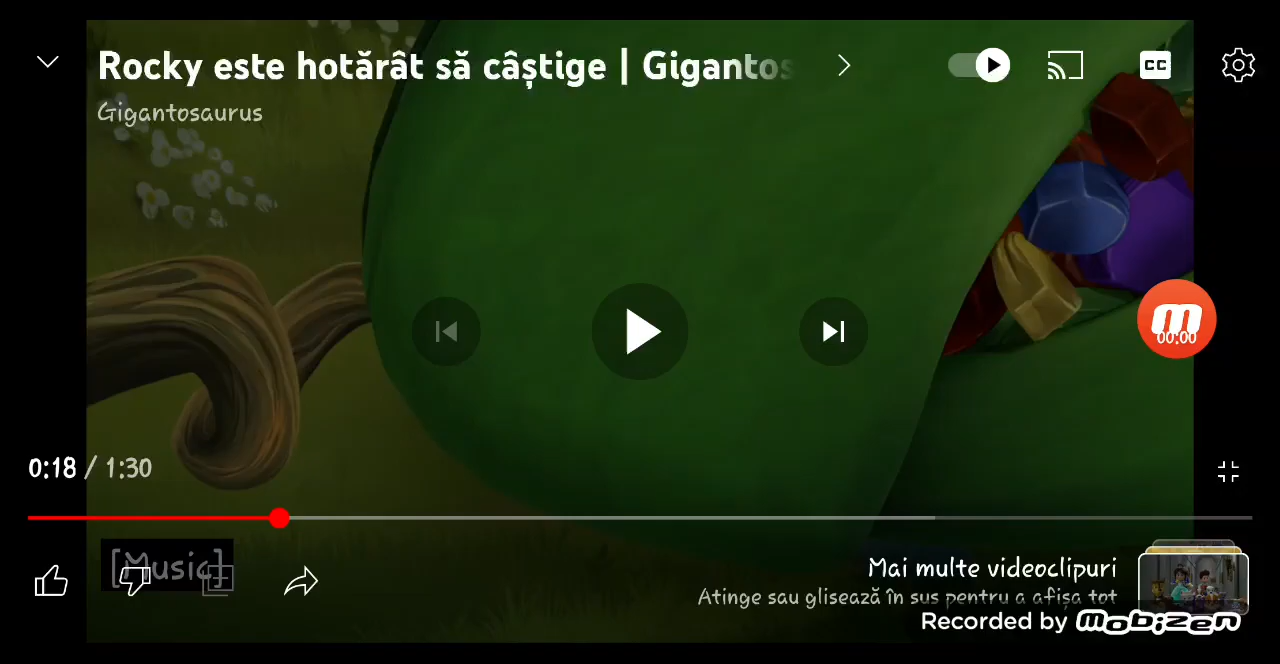 Rocky este hotărât să câștige | Gigantos
Gigantosaurus
CC
00:00
0:18 / 1:30
[Music]
Mai multe videoclipuri
Atinge sau glisează în sus pentru a afișa tot
Recorded by mobizen